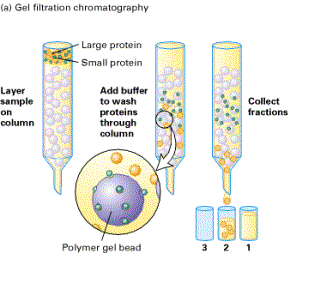 (a) Gel filtration chromatography
Large protein
Small protein
Layer
sample
on
column
Add buffer
to wash
proteins
through
column
Collect
fractions
Polymer gel bead
3 2 1